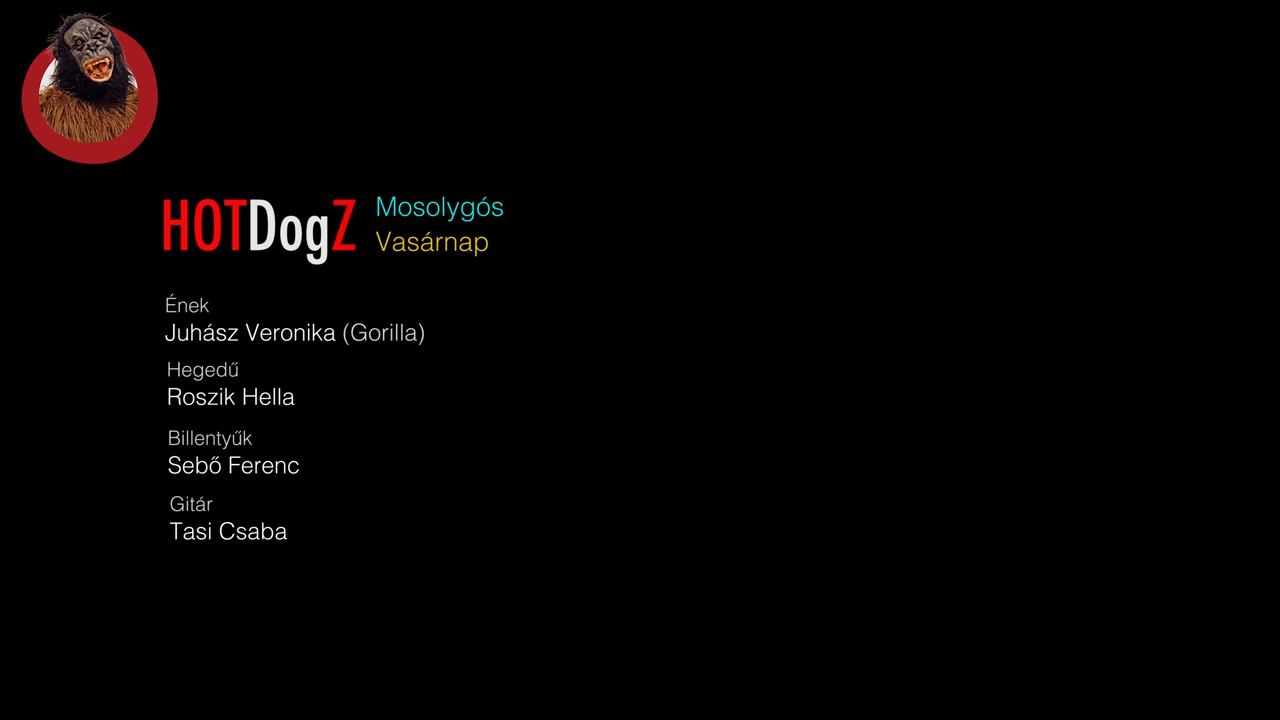 HOTDogZ
Mosolygós
Vasárnap
Ének
Juhász Veronika (Gorilla)
Hegedű
Roszik Hella
Billentyűk
Sebő Ferenc
Gitár
Tasi Csaba